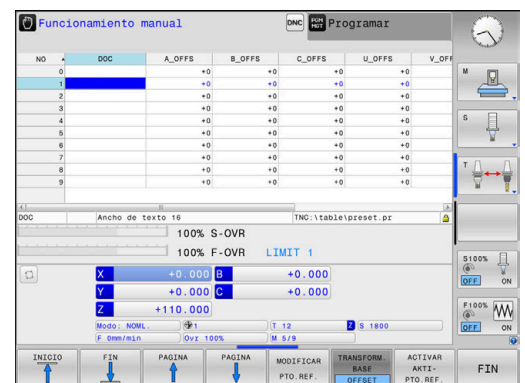 Funcionamiento manual
DNC
PGM MGT
Programar
NO DOC A_OFFS B_OFFS C_OFFS U_OFFS V_OFF
0 +0 +0 +0 +0
1 +0 +0 +0 +0
2 +0 +0 +0 +0
3 +0 +0 +0 +0
4 +0 +0 +0 +0
5 +0 +0 +0 +0
6 +0 +0 +0 +0
7 +0 +0 +0 +0
8 +0 +0 +0 +0
9 +0 +0 +0 +0
DOC Ancho de texto 16 TNC:\table\preset.pr
100% S-OVR
100% F-OVR LIMIT 1
X +0.000 B +0.000
Y +0.000 C +0.000
Z +110.000
Modo: NOML. 1 T 12 Z S 1800
F 0mm/min Ovr 100% M 5/9
M
S
T
S100%
OFF ON
F100%
OFF ON
INICIO
FIN
PAGINA
PAGINA
MODIFICAR
PTO.REF.
TRANSFORM.
BASE
OFFSET
ACTIVAR
AKTI-
PTO.REF.
FIN